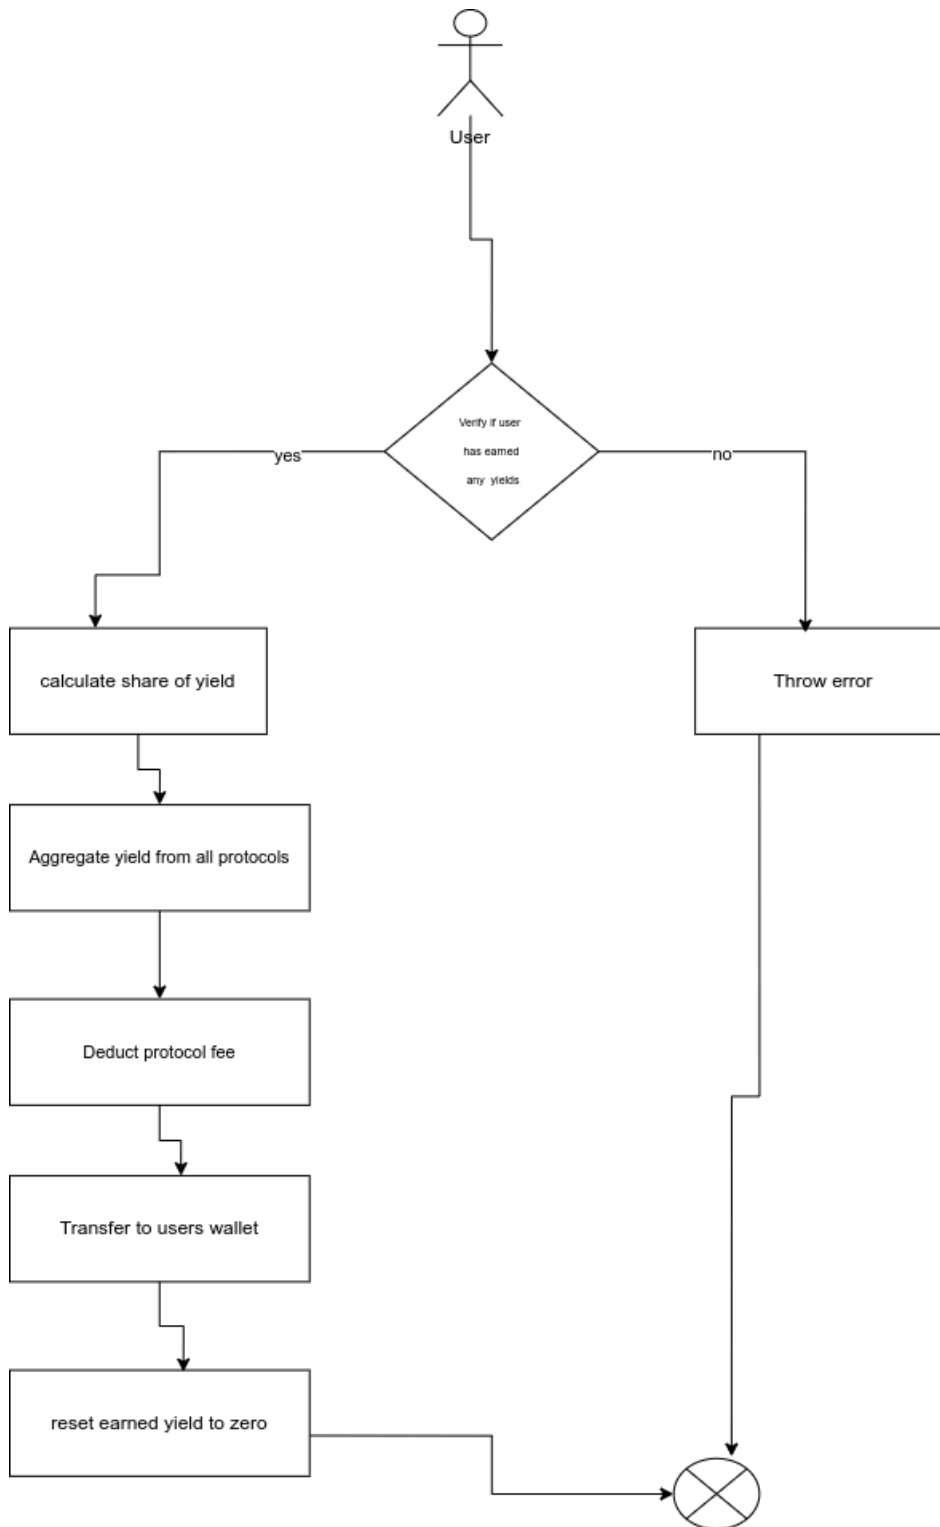 User
Verify if user
has earned
any yields
yes
no
calculate share of yield
Throw error
Aggregate yield from all protocols
Deduct protocol fee
Transfer to users wallet
reset earned yield to zero